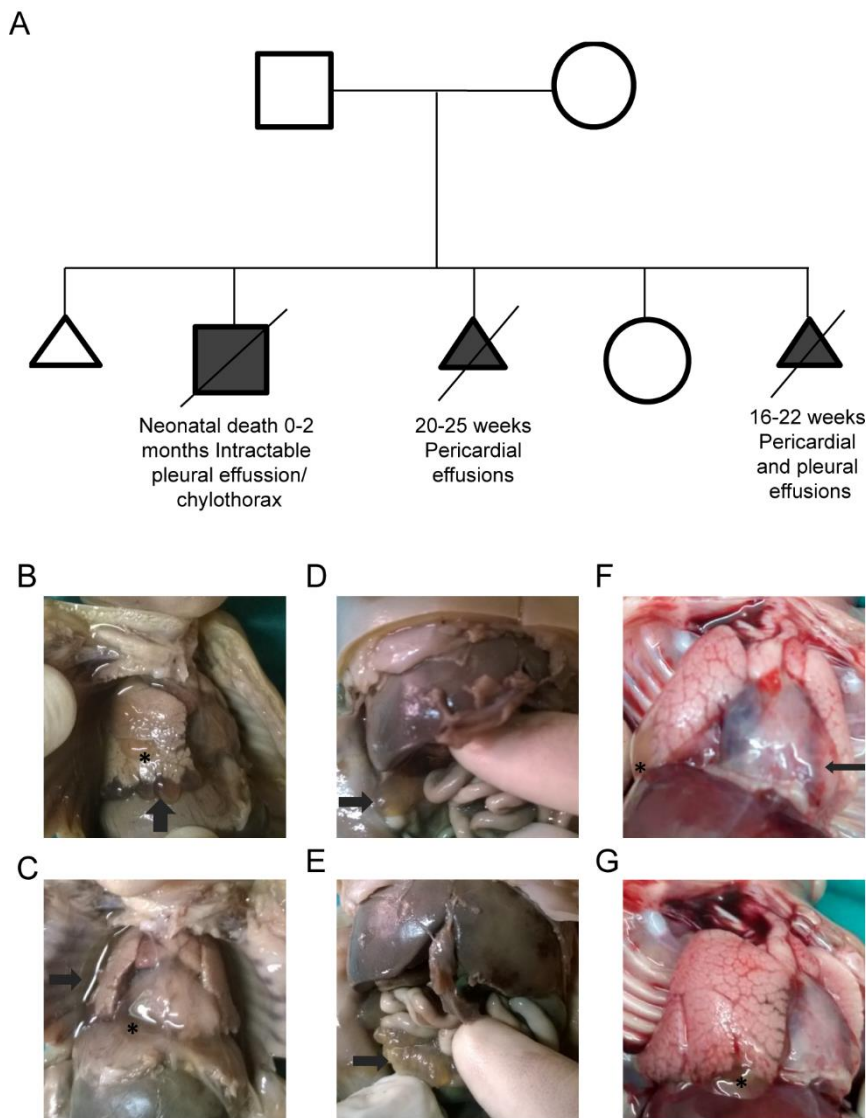 A
Neonatal death 0-2
months Intractable
pleural effussion/
chylothorax
20-25 weeks
Pericardial
effusions
16-22 weeks
Pericardial
and pleural
effusions
B
D
F
*
*
C
E
G
*
*